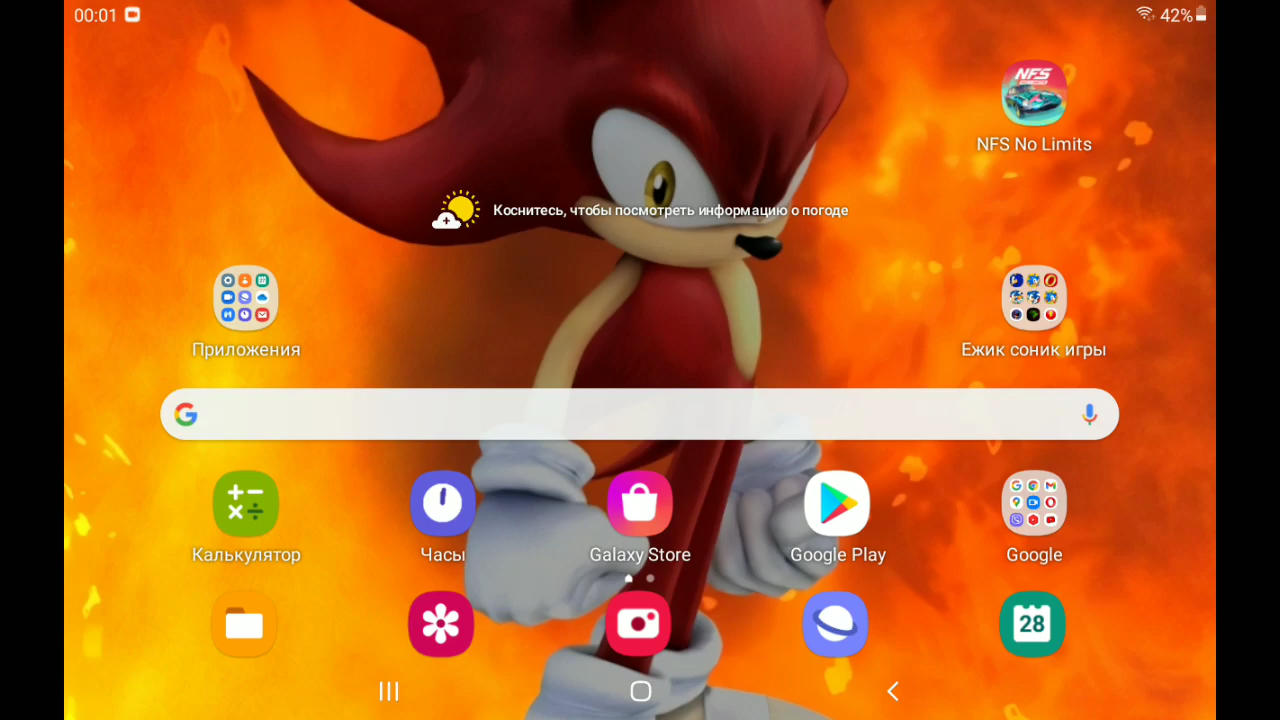 00:01
42%
NFS
NFS No Limits
Коснитесь, чтобы посмотреть информацию о погоде
Приложения
Ежик соник игры
Калькулятор
Часы
Galaxy Store
Google Play
Google
28